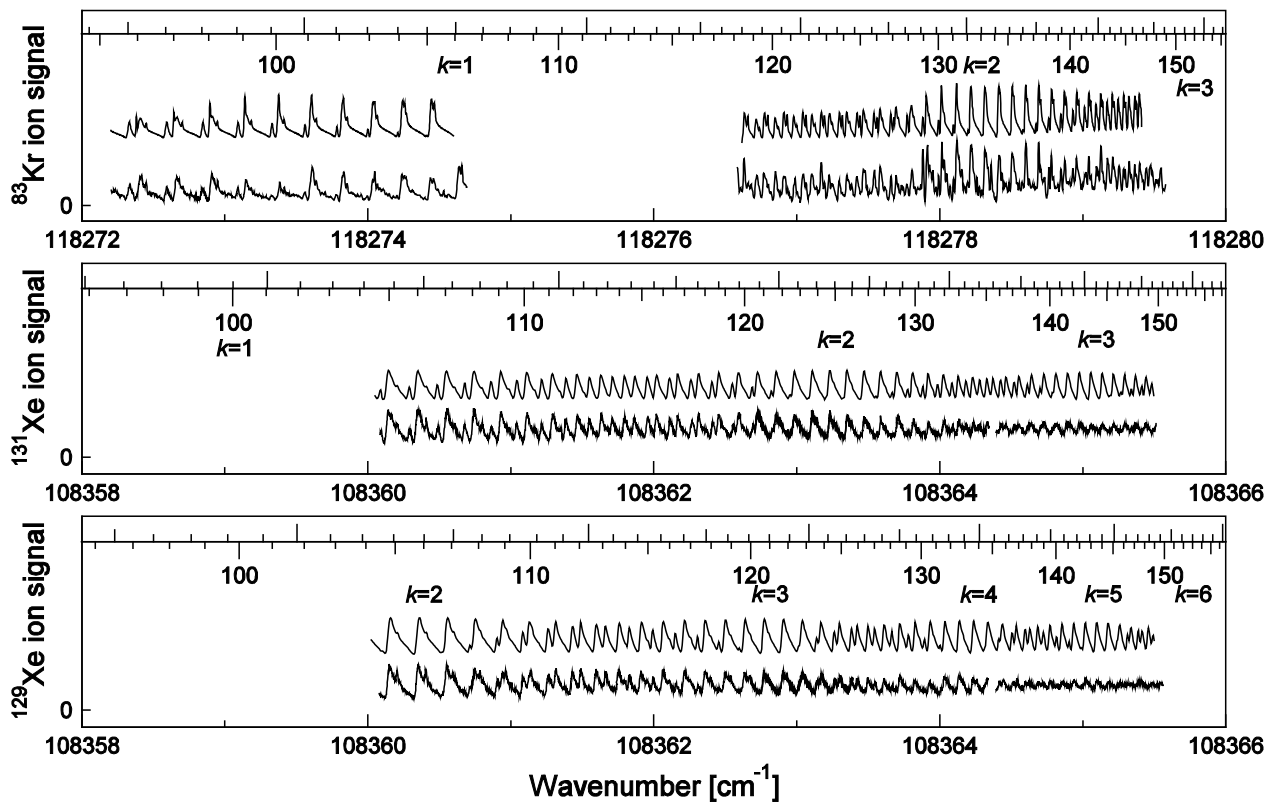 83Kr ion signal
100 k=1 110 120 130 k=2 140 150
k=3
0
118272 118274 118276 118278 118280
131Xe ion signal
100 110 120 130 140 150
k=1 k=2 k=3
0
108358 108360 108362 108364 108366
129Xe ion signal
100 110 120 130 140 150
k=2 k=3 k=4 k=5 k=6
0
108358 108360 108362 108364 108366
Wavenumber [cm-1]